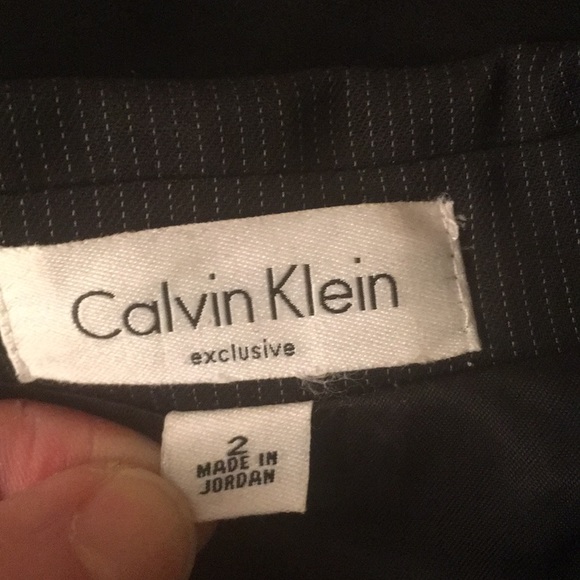 Calvin Klein
exclusive
2
MADE IN
JORDAN